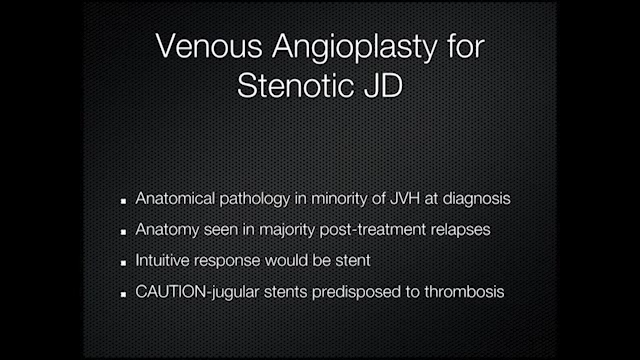 Venous Angioplasty for
Stenotic JD
Anatomical pathology in minority of JVH at diagnosis
Anatomy seen in majority post-treatment relapses
Intuitive response would be stent
CAUTION-jugular stents predisposed to thrombosis